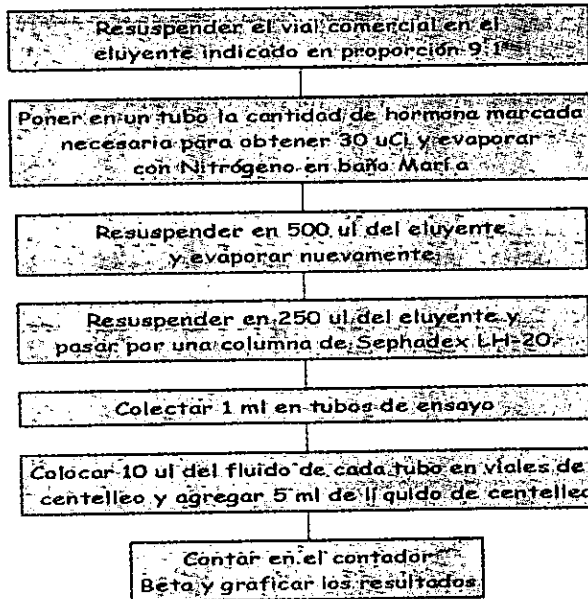 Resuspender el vial comercial en el
eluyente indicado en proporción 9:1
Poner en un tubo la cantidad de hormona marcada
necesaria para obtener 30 uCi y evaporar
con Nitrógeno en baño María
Resuspender en 500 ul del eluyente
y evaporar nuevamente
Resuspender en 250 ul del eluyente y
pasar por una columna de Sephadex LH-20
Colectar 1 ml en tubos de ensayo
Colocar 10 ul del fluido de cada tubo en viales de
centelleo y agregar 5 ml de líquido de centelleo
Contar en el contador
Beta y graficar los resultados